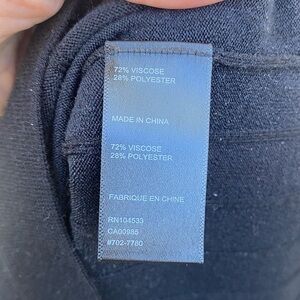 72% VISCOSE
28% POLYESTER
MADE IN CHINA
72% VISCOSE
28% POLYESTER
FABRIQUE EN CHINE
RN104533
CA00985
#702-7780